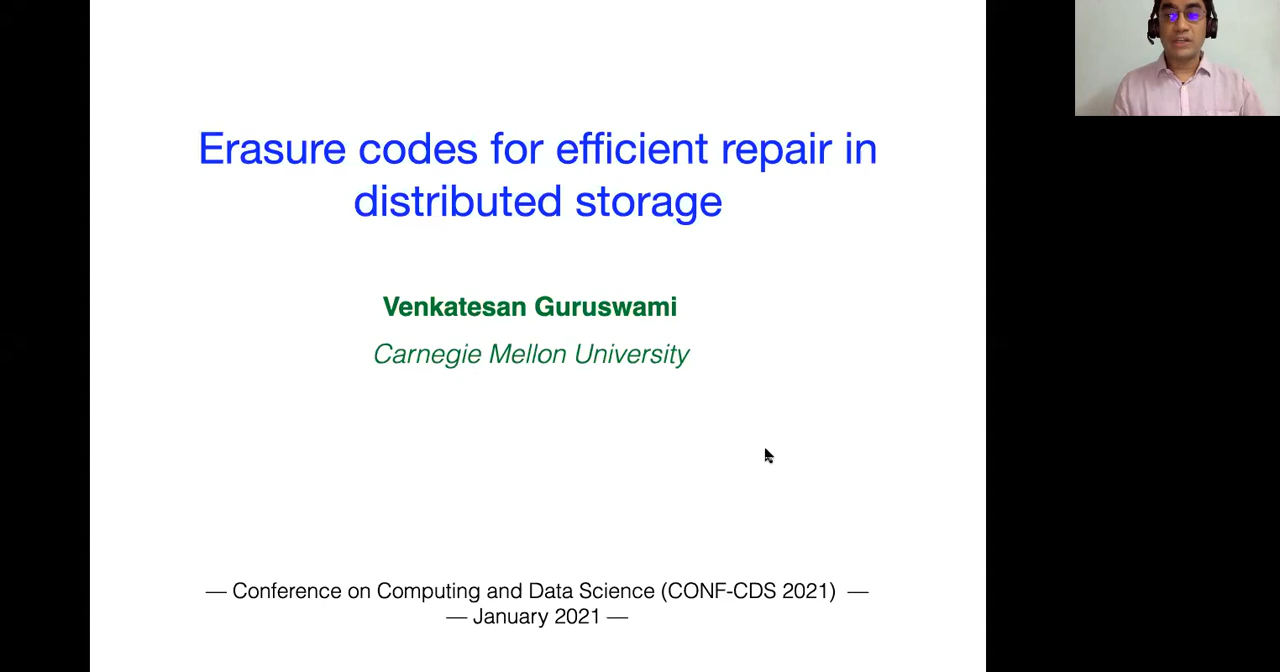 Erasure codes for efficient repair in
distributed storage
Venkatesan Guruswami
Carnegie Mellon University
— Conference on Computing and Data Science (CONF-CDS 2021) —
— January 2021 —